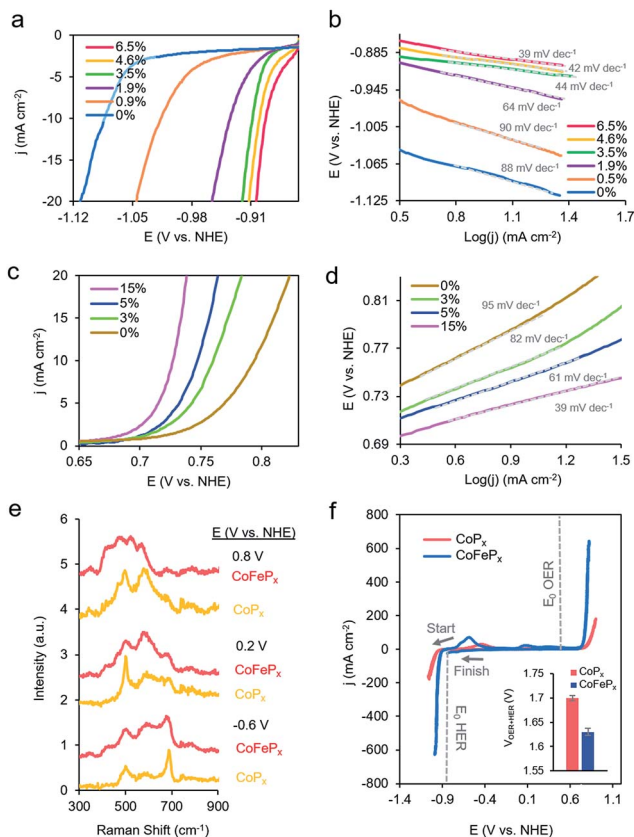 a
j (mA cm⁻²)
0
-5
-10
-15
-20
6.5%
4.6%
3.5%
1.9%
0.9%
0%
-1.12
-1.05
-0.98
-0.91
E (V vs. NHE)
b
E (V vs. NHE)
-0.885
-0.945
-1.005
-1.065
-1.125
39 mV dec⁻¹
42 mV dec⁻¹
44 mV dec⁻¹
64 mV dec⁻¹
90 mV dec⁻¹
88 mV dec⁻¹
6.5%
4.6%
3.5%
1.9%
0.5%
0%
0.5
0.8
1.1
1.4
1.7
Log(j) (mA cm⁻²)
c
j (mA cm⁻²)
20
15
10
5
0
15%
5%
3%
0%
0.65
0.7
0.75
0.8
E (V vs. NHE)
d
E (V vs. NHE)
0.81
0.77
0.73
0.69
0%
3%
5%
15%
95 mV dec⁻¹
82 mV dec⁻¹
61 mV dec⁻¹
39 mV dec⁻¹
0.3
0.6
0.9
1.2
1.5
Log(j) (mA cm⁻²)
e
Intensity (a.u.)
6
5
4
3
2
1
0
E (V vs. NHE)
0.8 V
CoFePₓ
CoPₓ
0.2 V
CoFePₓ
CoPₓ
-0.6 V
CoFePₓ
CoPₓ
300
500
700
900
Raman Shift (cm⁻¹)
f
j (mA cm⁻²)
800
600
400
200
0
-200
-400
-600
-800
CoPₓ
CoFePₓ
E₀ OER
Start
Finish
E₀ HER
V_OER+HER (V)
1.75
1.7
1.65
1.6
1.55
CoPₓ
CoFePₓ
-1.4
-0.9
-0.4
0.1
0.6
1.1
E (V vs. NHE)